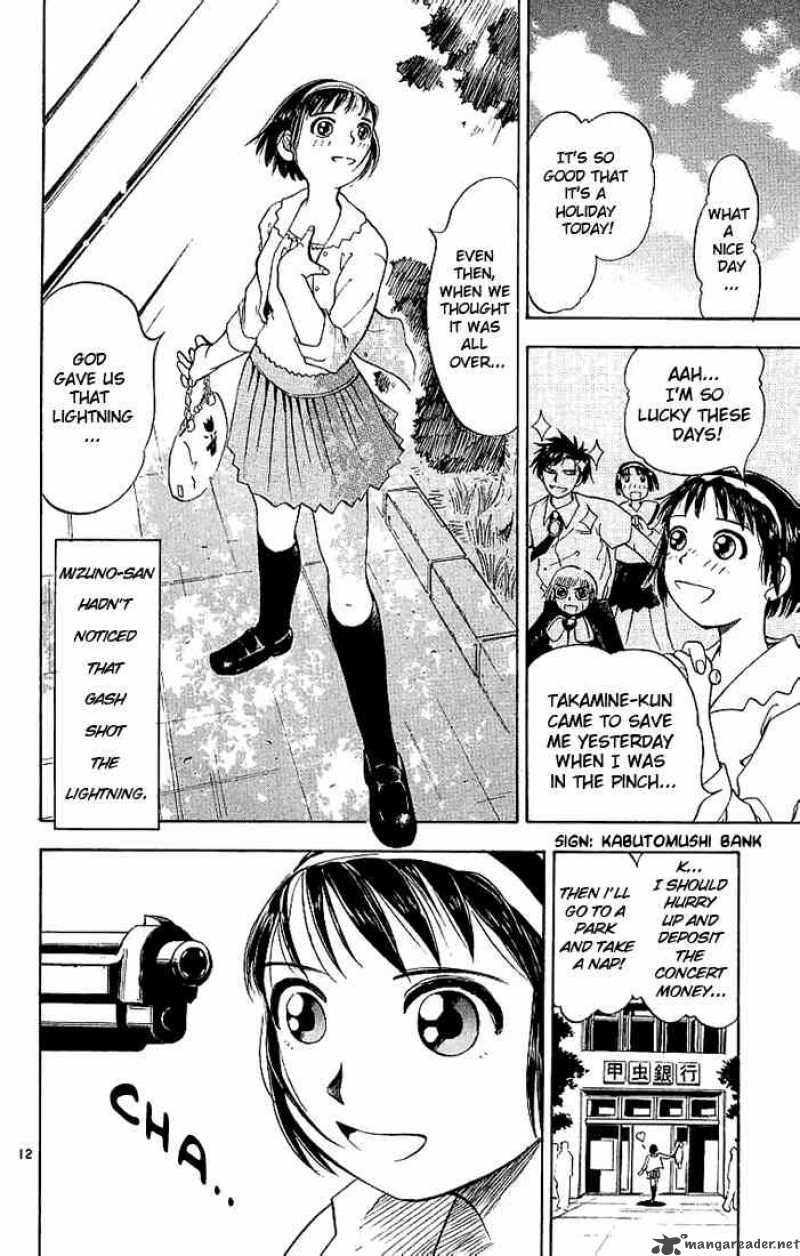 WHAT
A
NICE
DAY
...
IT'S SO
GOOD THAT
IT'S A
HOLIDAY
TODAY!
AAH...
I'M SO
LUCKY THESE
DAYS!
TAKAMINE-KUN
CAME TO SAVE
ME YESTERDAY
WHEN I WAS
IN THE PINCH...
EVEN
THEN,
WHEN WE
THOUGHT
IT WAS
ALL
OVER...
GOD
GAVE US
THAT
LIGHTNING
...
MIZUNO-SAN
HADN'T
NOTICED
THAT
GASH
SHOT
THE
LIGHTNING.
SIGN: KABUTOMUSHI BANK
K...
I SHOULD
HURRY
UP AND
DEPOSIT
THE
CONCERT
MONEY...
THEN I'LL
GO TO A
PARK
AND TAKE
A NAP!
甲虫銀行
CHA..
12
mangareader.net